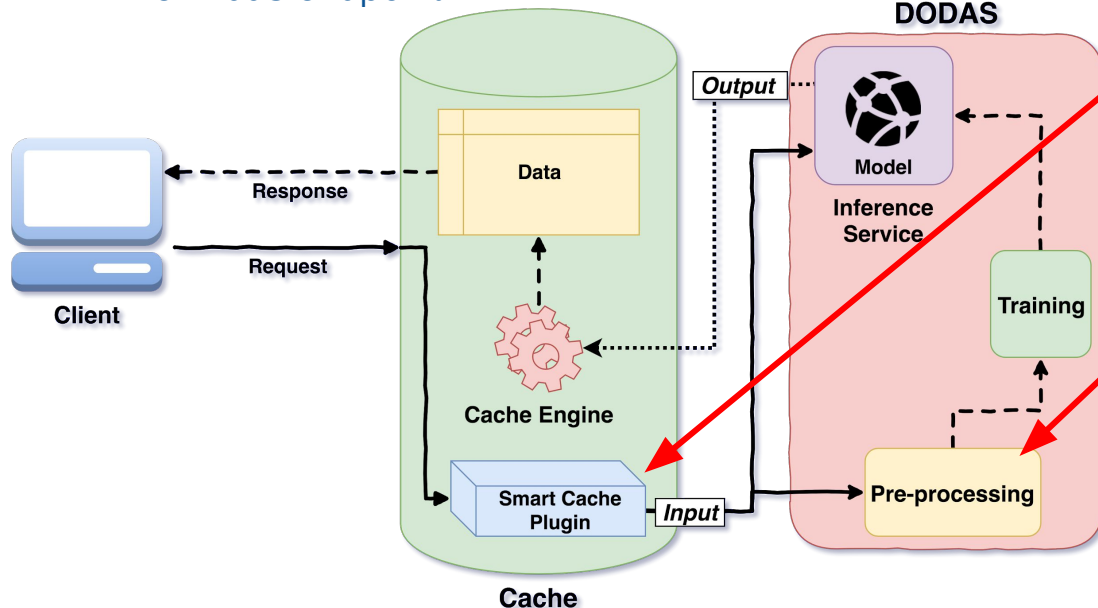 DODAS
Output
Data
Model
Response
Inference
Service
Request
Client
Training
Cache Engine
Smart Cache
Plugin
Input
Pre-processing
Cache